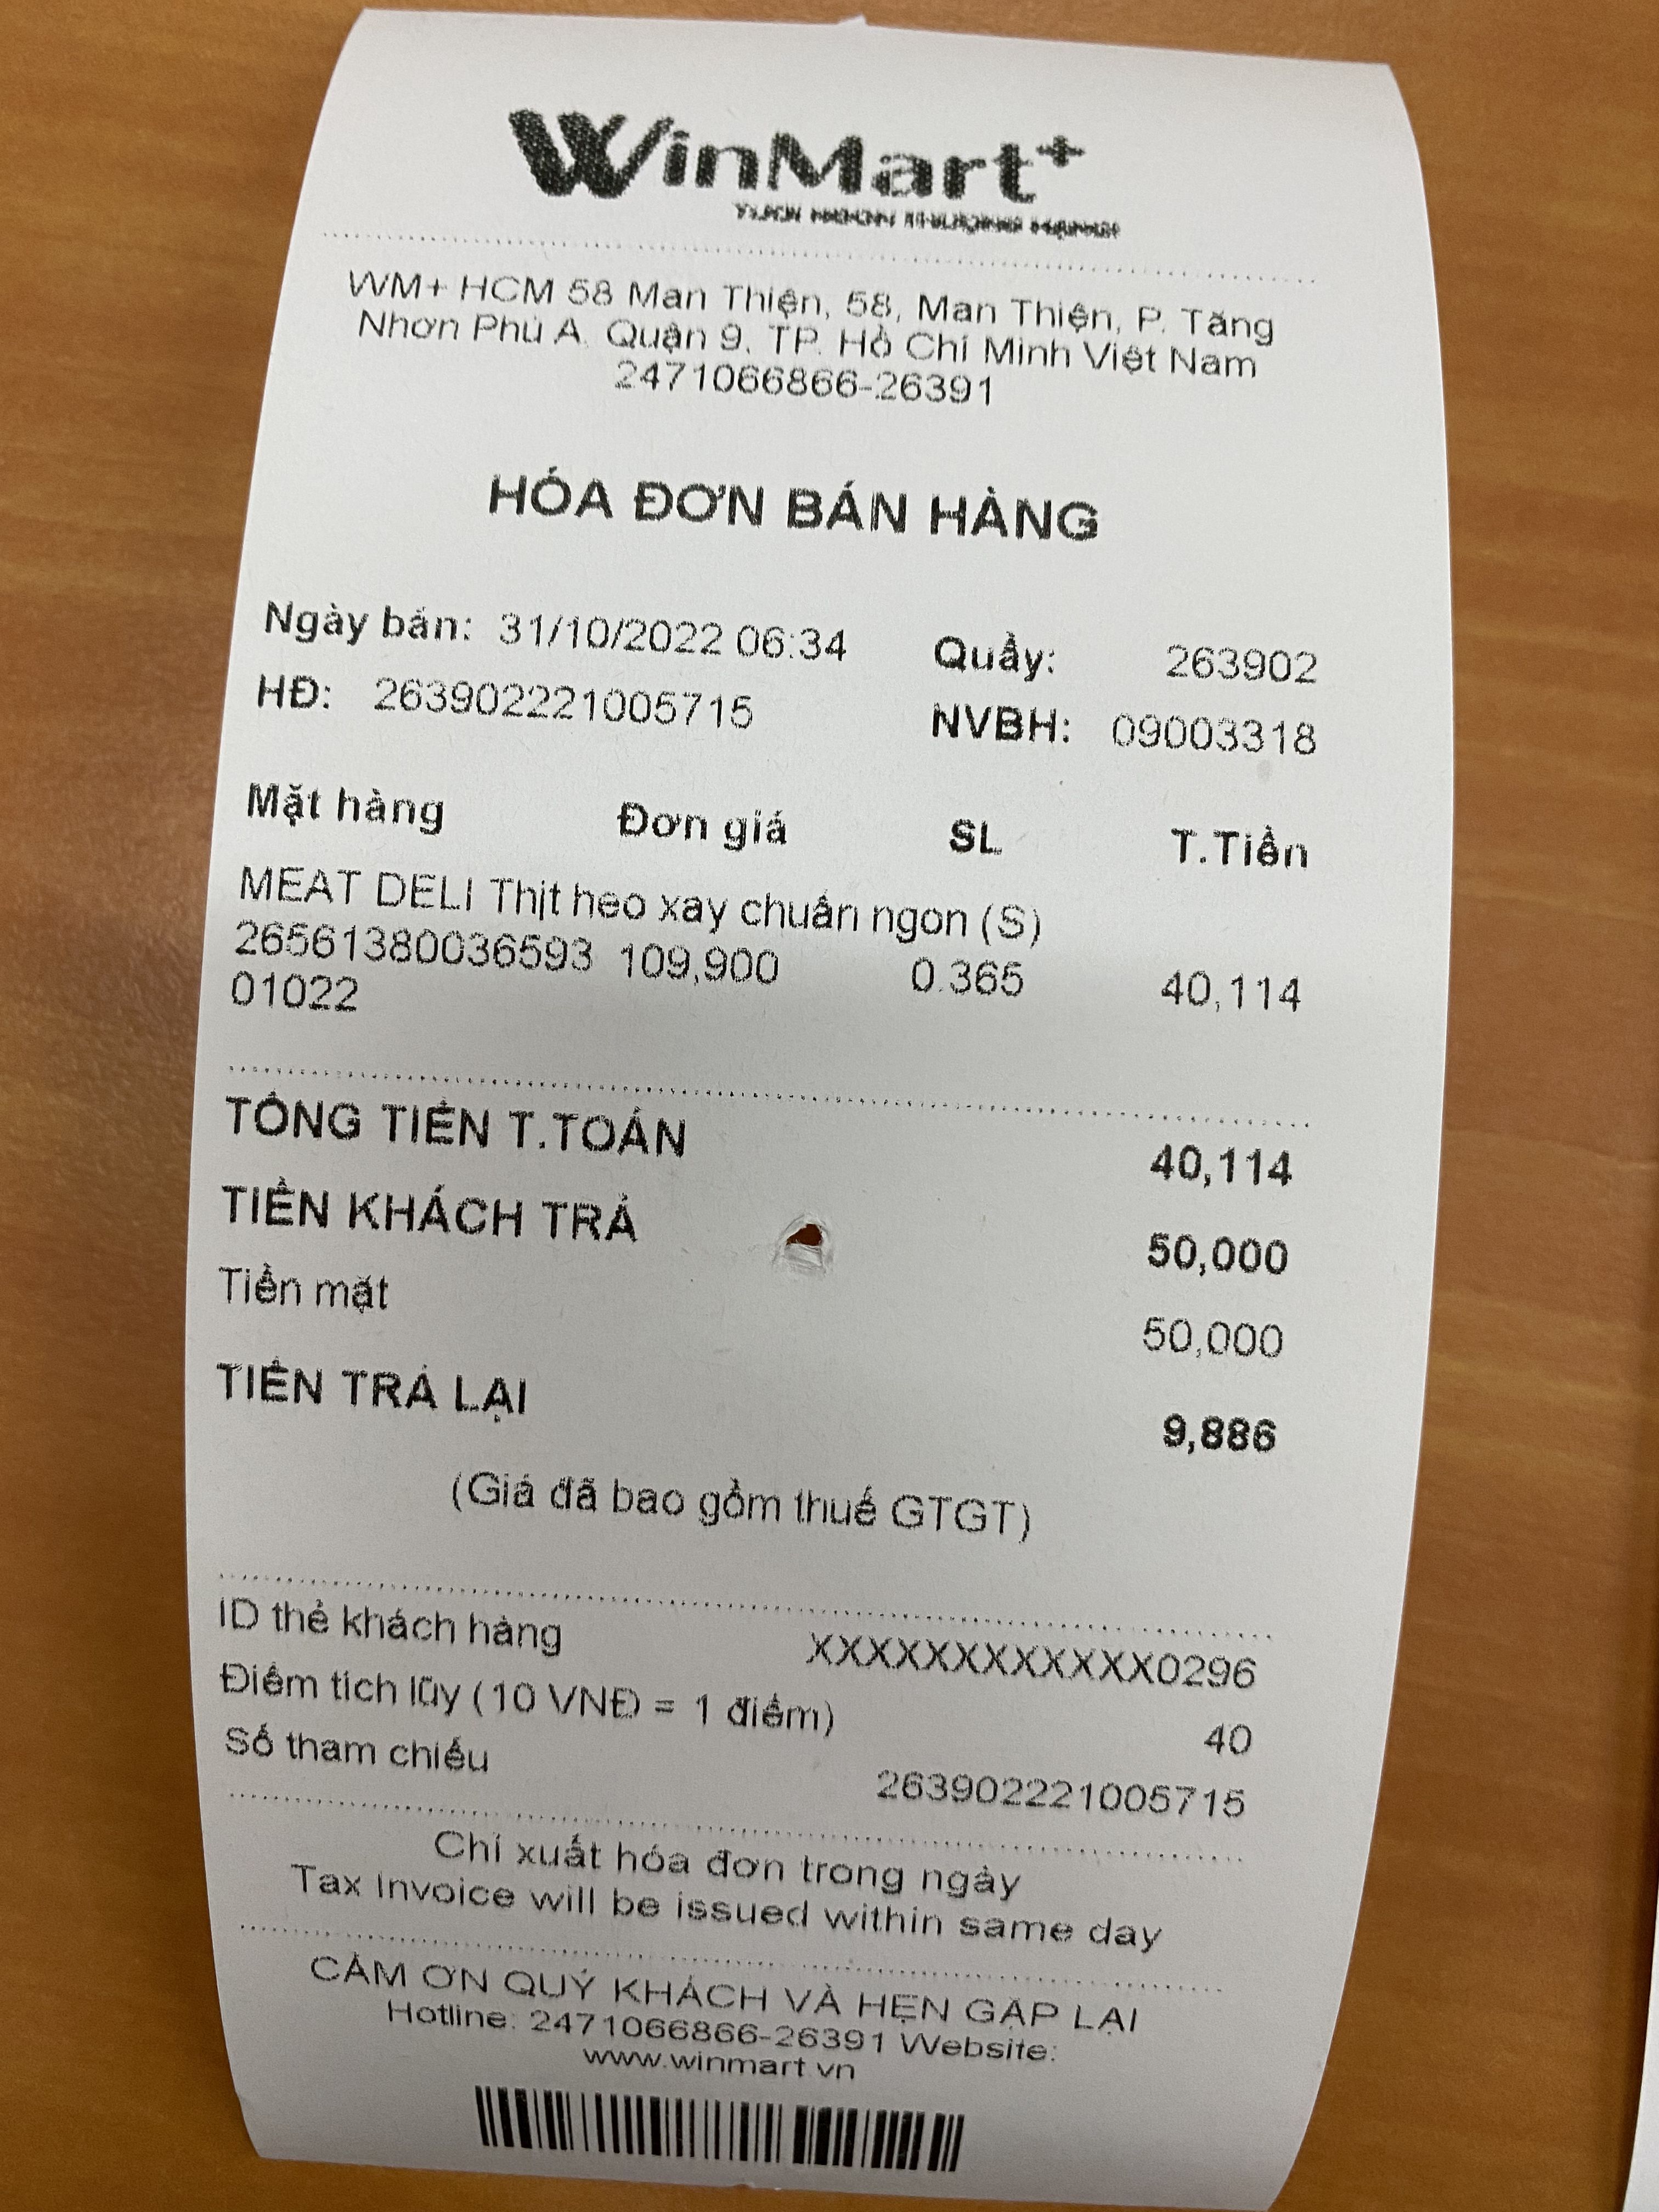 WinMart+
WM+ HCM 58 Man Thiện, 58, Man Thiện, P. Tăng
Nhơn Phú A, Quận 9, TP. Hồ Chí Minh Việt Nam
2471066866-26391
HÓA ĐƠN BÁN HÀNG
Ngày bán: 31/10/2022 06:34 Quầy: 263902
HĐ: 263902221005715 NVBH: 09003318
Mặt hàng Đơn giá SL T.Tiền
MEAT DELI Thịt heo xay chuẩn ngon (S)
26561380036593 109,900 0.365 40,114
01022
TỔNG TIỀN T.TOÁN 40,114
TIỀN KHÁCH TRẢ 50,000
Tiền mặt 50,000
TIỀN TRẢ LẠI 9,886
(Giá đã bao gồm thuế GTGT)
ID thẻ khách hàng XXXXXXXXXXXX0296
Điểm tích lũy (10 VNĐ = 1 điểm) 40
Số tham chiếu 263902221005715
Chỉ xuất hóa đơn trong ngày
Tax Invoice will be issued within same day
CẢM ƠN QUÝ KHÁCH VÀ HẸN GẶP LẠI
Hotline: 2471066866-26391 Website:
www.winmart.vn